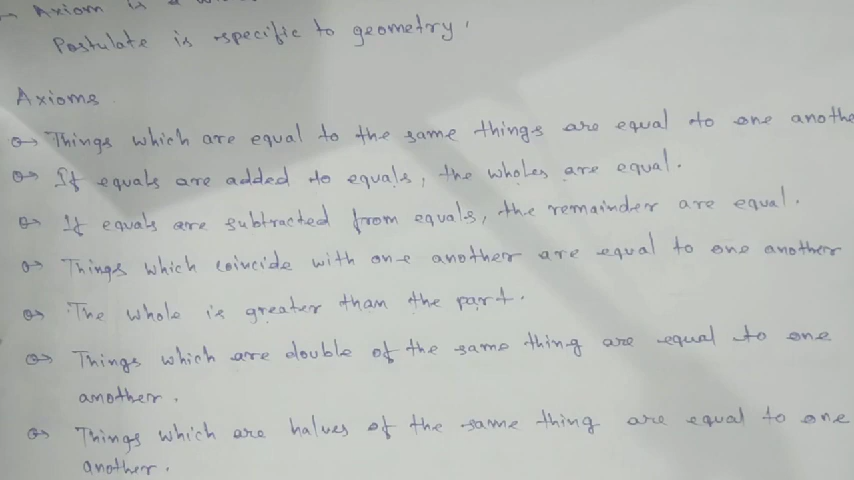 → Axiom is a
Postulate is specific to geometry.
Axioms.
→ Things which are equal to the same things are equal to one anothe
→ If equals are added to equals, the wholes are equal.
→ If equals are subtracted from equals, the remainder are equal.
→ Things which coincide with one another are equal to one another
→ The whole is greater than the part.
→ Things which are double of the same thing are equal to one
another.
→ Things which are halves of the same thing are equal to one
another.